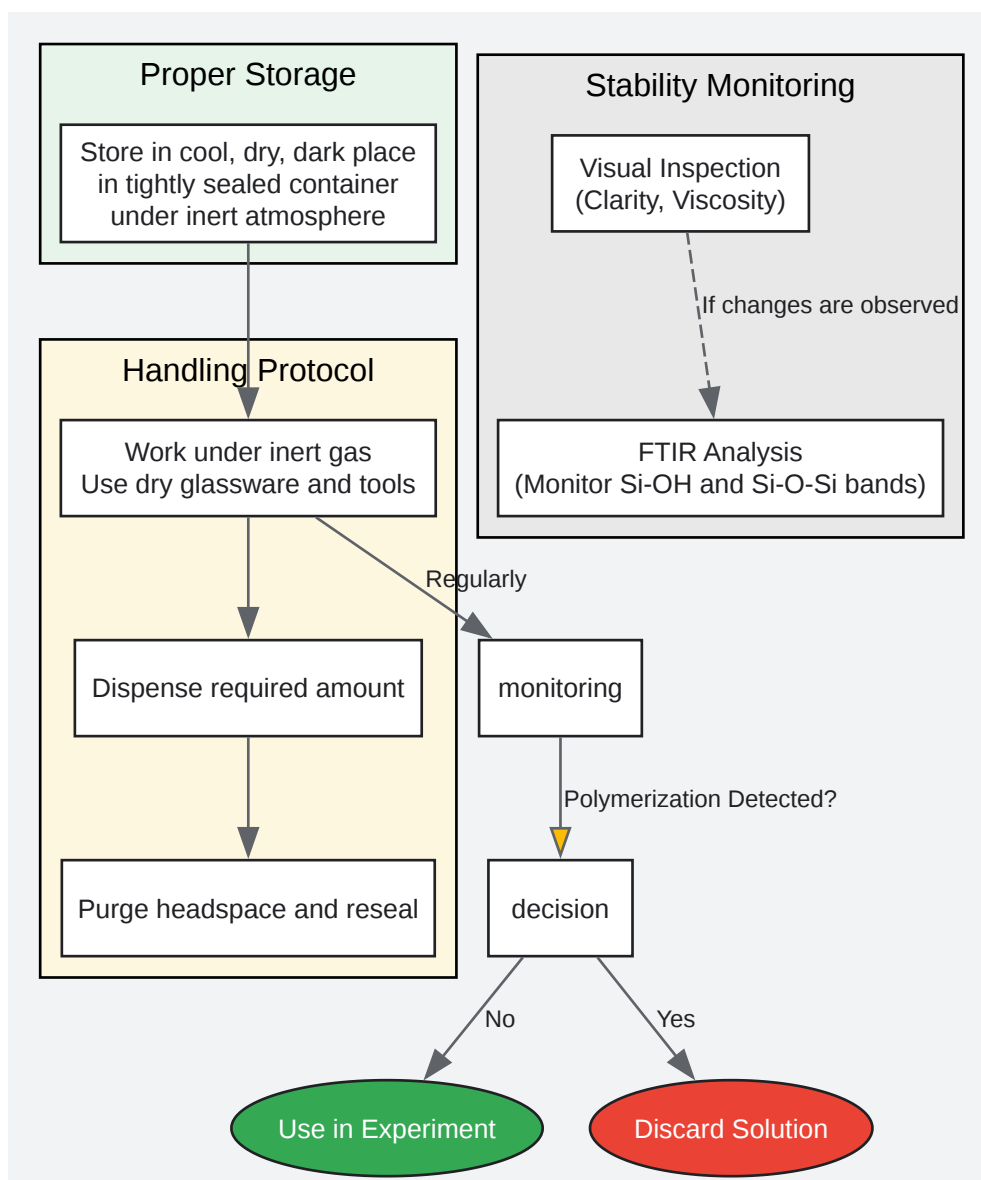 Proper Storage
Store in cool, dry, dark place
in tightly sealed container
under inert atmosphere
Stability Monitoring
Visual Inspection
(Clarity, Viscosity)
If changes are observed
FTIR Analysis
(Monitor Si-OH and Si-O-Si bands)
Handling Protocol
Work under inert gas
Use dry glassware and tools
Regularly
Dispense required amount
monitoring
Polymerization Detected?
Purge headspace and reseal
decision
No
Yes
Use in Experiment
Discard Solution